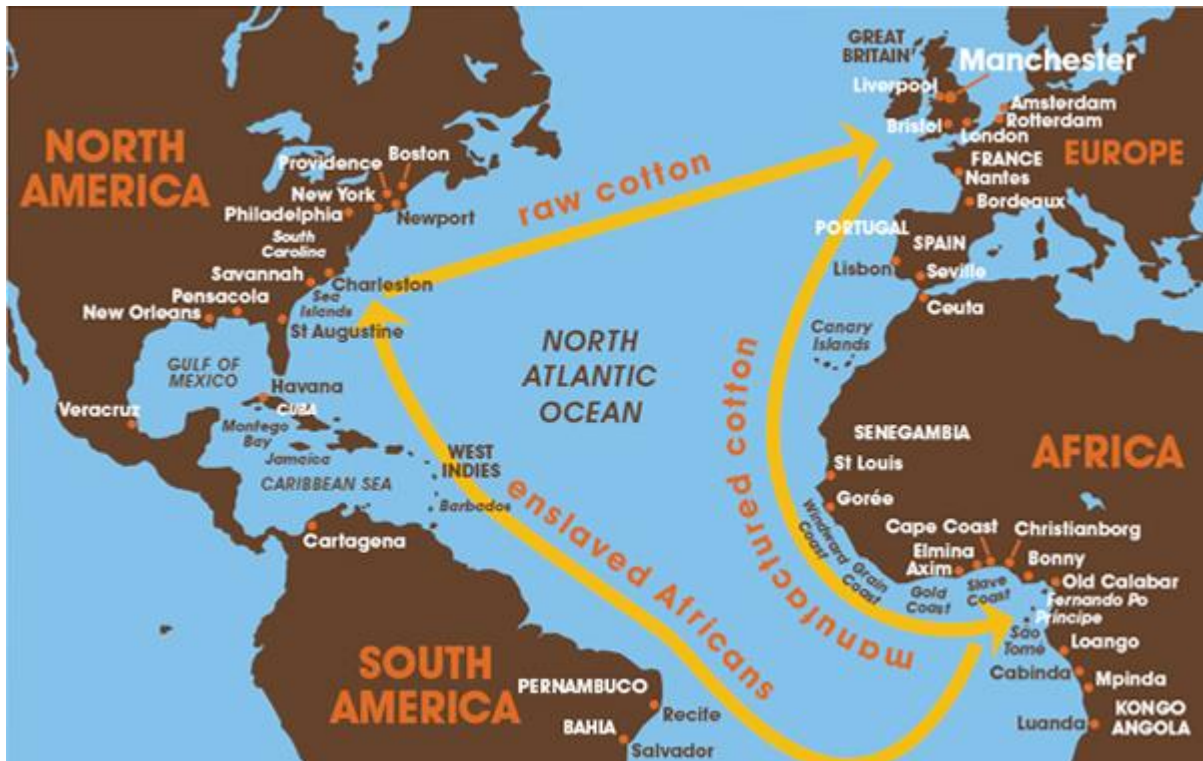 GREAT
BRITAIN
Manchester
Liverpool
Bristol
London
Amsterdam
Rotterdam
EUROPE
FRANCE
Nantes
Bordeaux
PORTUGAL
SPAIN
Lisbon
Seville
Ceuta
Canary
Islands
NORTH
AMERICA
Boston
Providence
New York
Philadelphia
Newport
South
Carolina
Savannah
Charleston
Pensacola
Sea
Islands
New Orleans
St Augustine
raw cotton
NORTH
ATLANTIC
OCEAN
GULF OF
MEXICO
Havana
CUBA
Veracruz
Montego
Bay
Jamaica
WEST
INDIES
CARIBBEAN SEA
Barbados
Cartagena
enslaved Africans
manufactured cotton
SENEGAMBIA
AFRICA
St Louis
Gorée
Windward
Coast
Grain
Coast
Cape Coast
Christianborg
Elmina
Axim
Bonny
Gold
Coast
Slave
Coast
Old Calabar
Fernando Po
Príncipe
São
Tomé
Loango
Cabinda
Mpinda
KONGO
ANGOLA
Luanda
SOUTH
AMERICA
PERNAMBUCO
Recife
BAHIA
Salvador